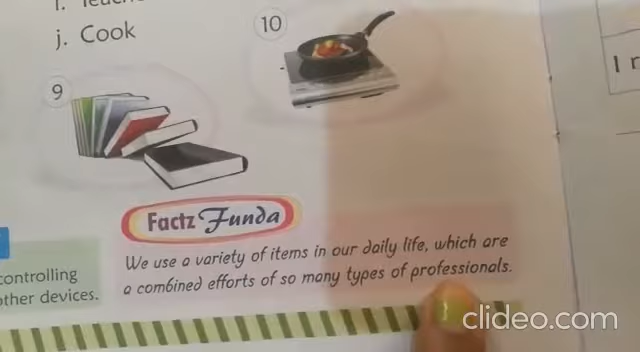 j. Cook
10
9
Factz Funda
We use a variety of items in our daily life, which are
a combined efforts of so many types of professionals.
controlling
other devices.
clideo.com